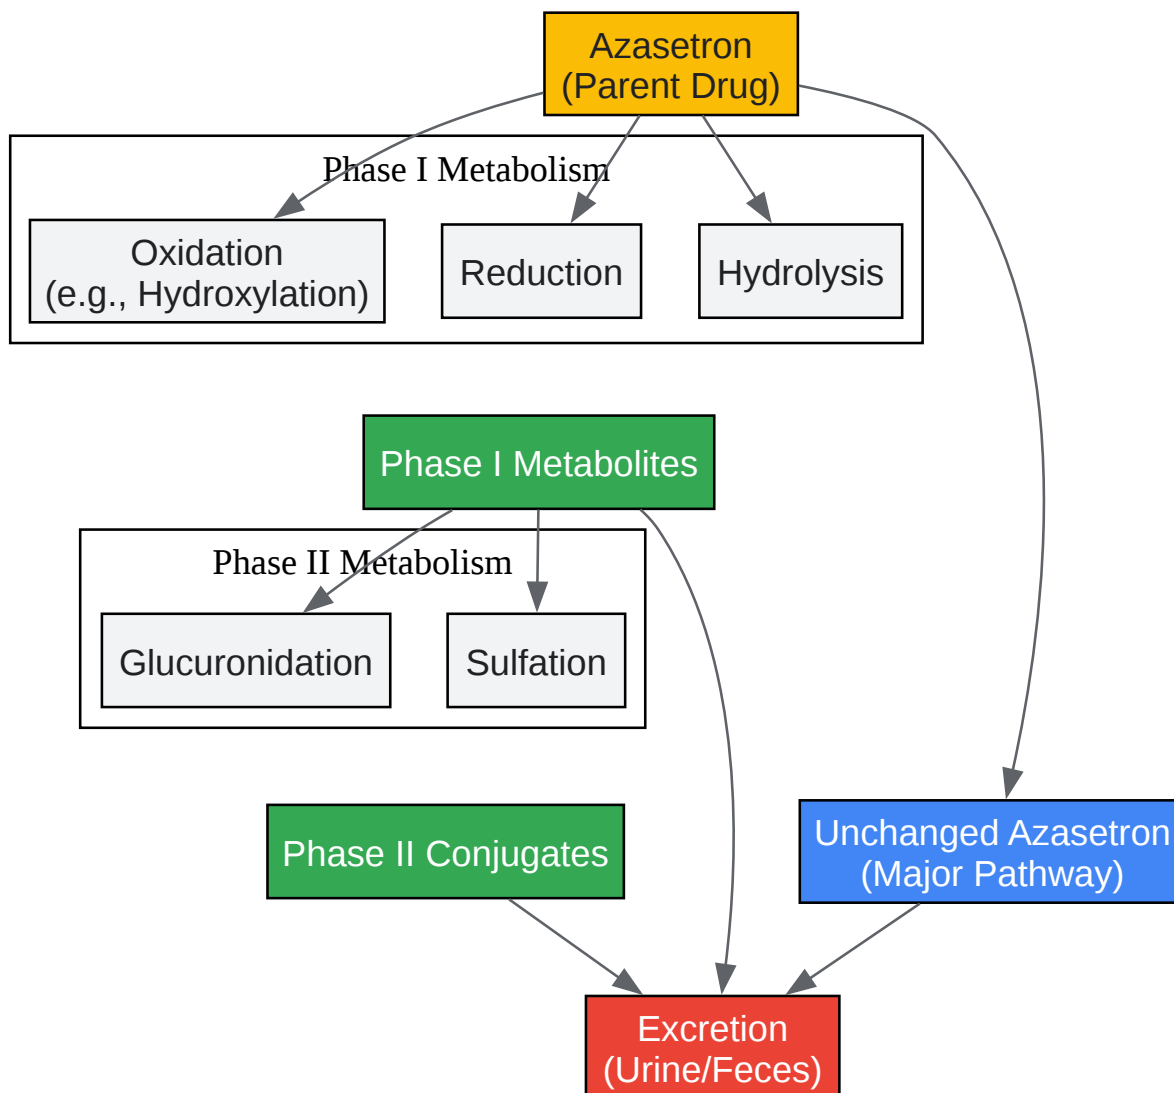 Azasetron
(Parent Drug)
Phase I Metabolism
Oxidation
(e.g., Hydroxylation)
Reduction
Hydrolysis
Phase I Metabolites
Phase II Metabolism
Glucuronidation
Sulfation
Phase II Conjugates
Unchanged Azasetron
(Major Pathway)
Excretion
(Urine/Feces)